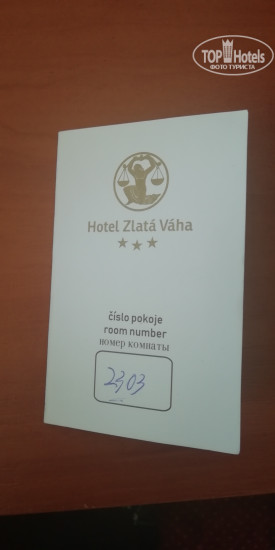 TOP Hotels
ФОТО ТУРИСТА
Hotel Zlatá Váha
číslo pokoje
room number
номер комнаты
2303